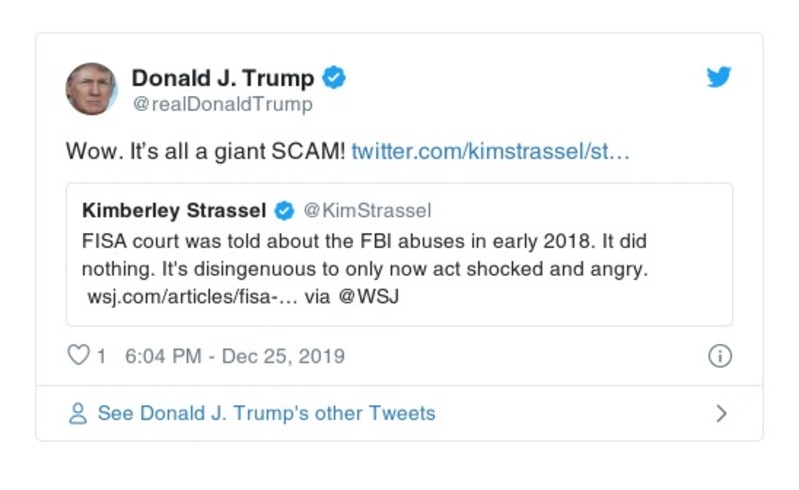 Donald J. Trump
@realDonaldTrump
Wow. It’s all a giant SCAM! twitter.com/kimstrassel/st…
Kimberley Strassel @KimStrassel
FISA court was told about the FBI abuses in early 2018. It did
nothing. It's disingenuous to only now act shocked and angry.
wsj.com/articles/fisa-… via @WSJ
1 6:04 PM - Dec 25, 2019
See Donald J. Trump's other Tweets